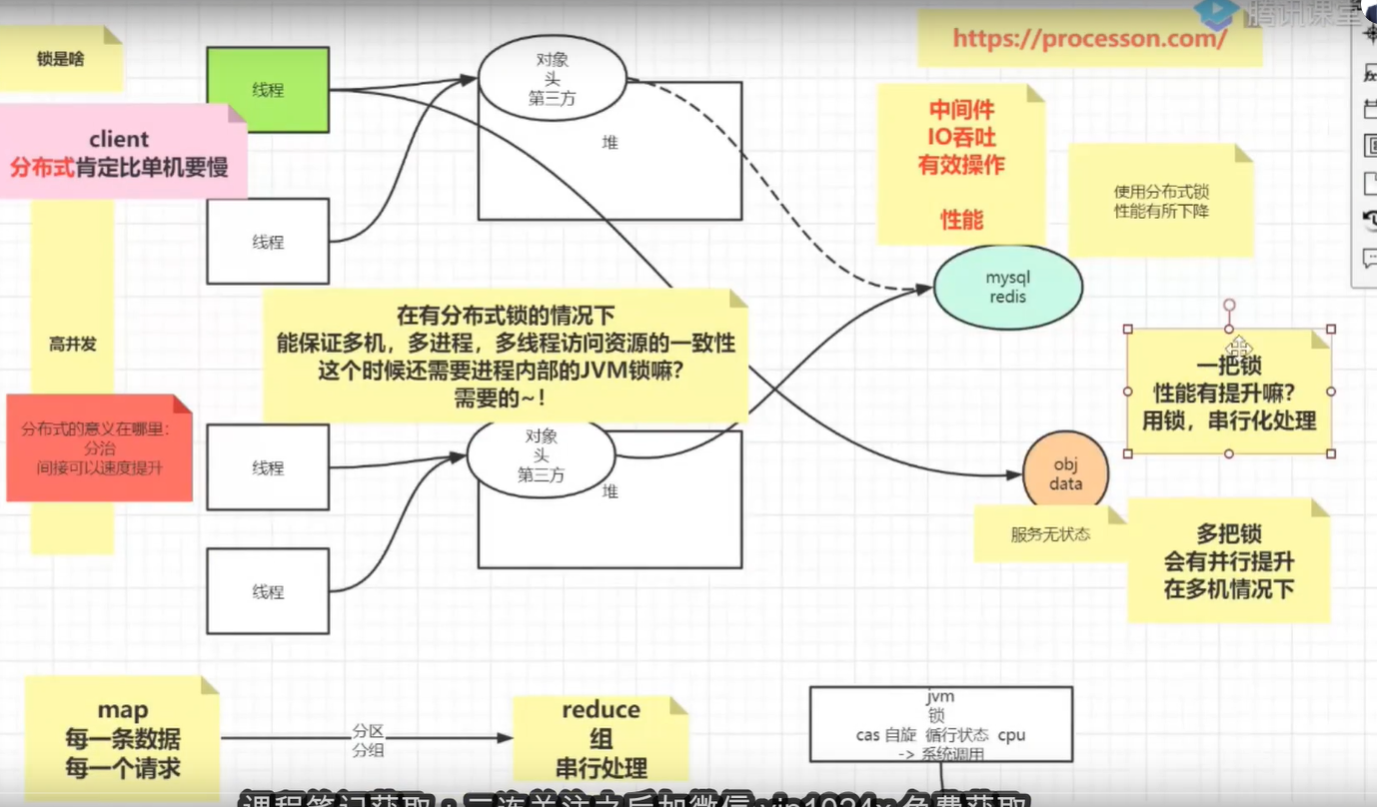 腾讯课堂
https://processon.com/
锁是啥
线程
对象
头
第三方
堆
client
分布式肯定比单机要慢
中间件
IO吞吐
有效操作
性能
使用分布式锁
性能有所下降
线程
mysql
redis
在有分布式锁的情况下
能保证多机，多进程，多线程访问资源的一致性
这个时候还需要进程内部的JVM锁嘛？
需要的~！
高并发
一把锁
性能有提升嘛？
用锁，串行化处理
分布式的意义在哪里：
分治
间接可以速度提升
线程
对象
头
第三方
堆
obj
data
服务无状态
多把锁
会有并行提升
在多机情况下
线程
map
每一条数据
每一个请求
分区
分组
reduce
组
串行处理
jvm
锁
cas 自旋 循行状态 cpu
-> 系统调用